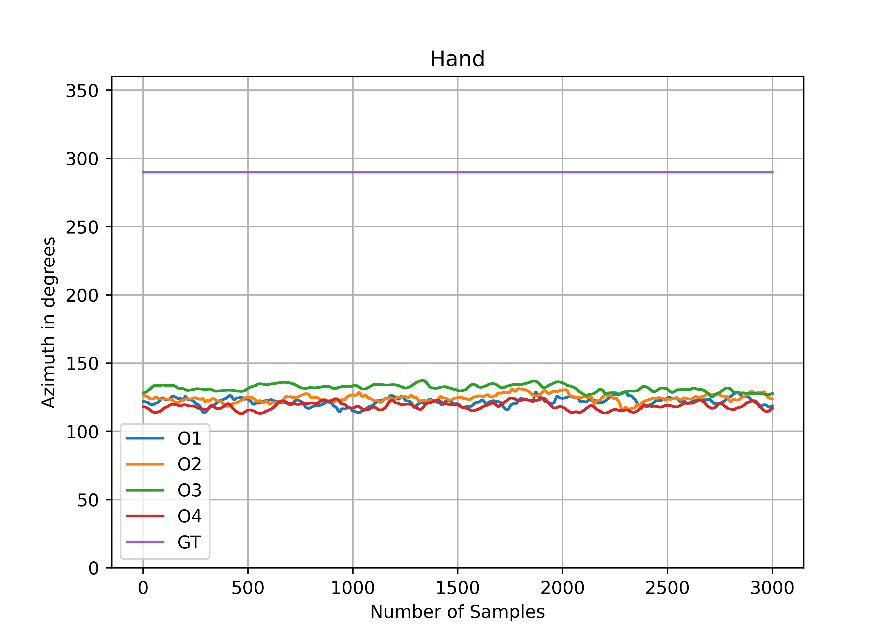 Hand
350
300
250
200
150
100
50
0
Azimuth in degrees
O1
O2
O3
O4
GT
0 500 1000 1500 2000 2500 3000
Number of Samples